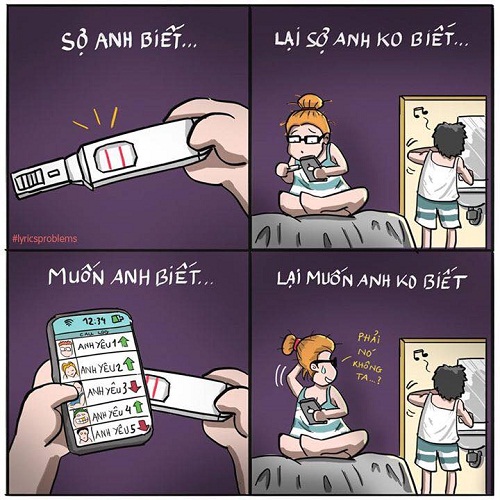 SỢ ANH BIẾT...
LẠI SỢ ANH KO BIẾT...
#lyricsproblems
MUỐN ANH BIẾT...
LẠI MUỐN ANH KO BIẾT
12:34
CALL LOG
ANH YÊU 1
ANH YÊU 2
ANH YÊU 3
ANH YÊU 4
ANH YÊU 5
PHẢI
NÓ
KHÔNG
TA...?